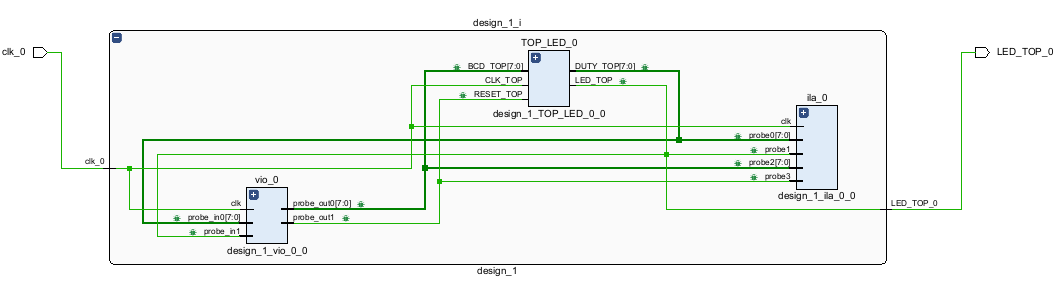 design_1_i
clk_0
LED_TOP_0
TOP_LED_0
BCD_TOP[7:0]
DUTY_TOP[7:0]
CLK_TOP
LED_TOP
RESET_TOP
design_1_TOP_LED_0_0
ila_0
clk
probe0[7:0]
probe1
probe2[7:0]
probe3
design_1_ila_0_0
clk_0
vio_0
clk
probe_out0[7:0]
probe_in0[7:0]
probe_out1
probe_in1
design_1_vio_0_0
LED_TOP_0
design_1